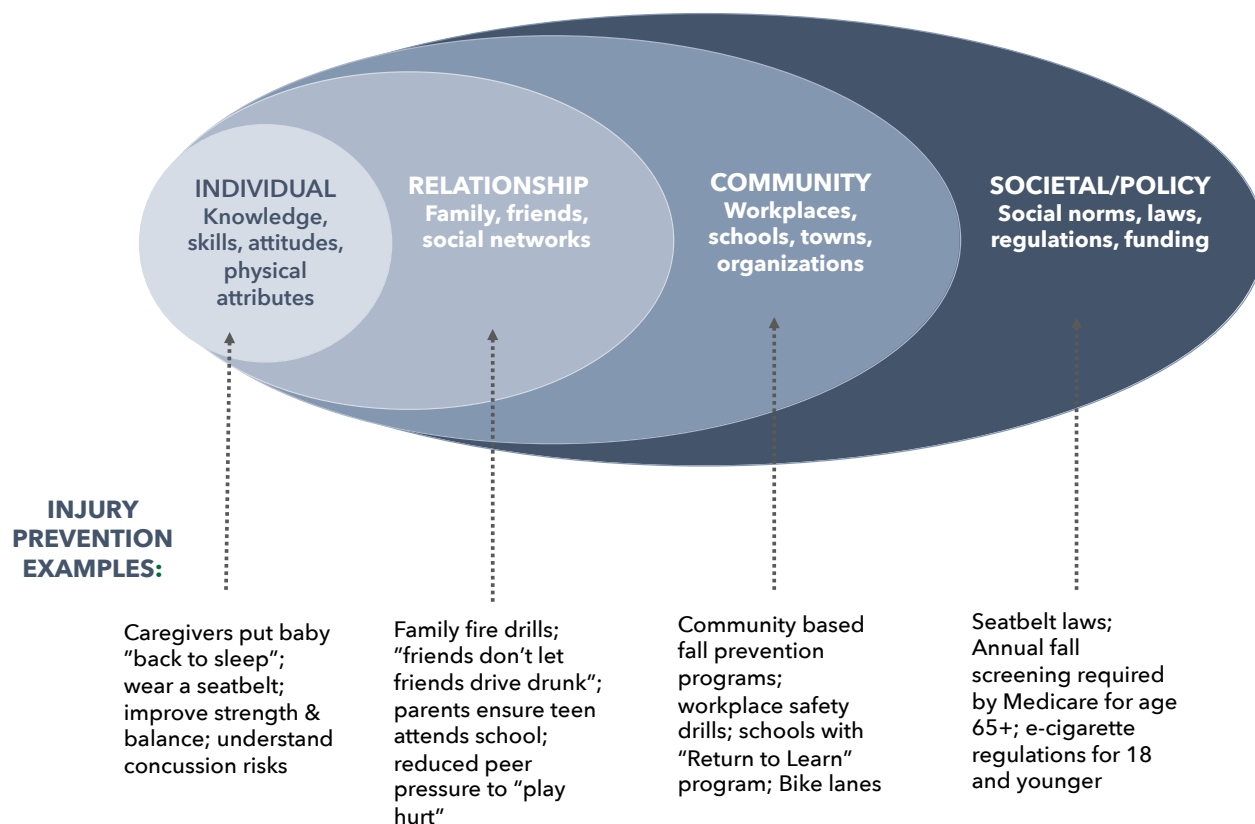 INDIVIDUAL
Knowledge,
skills, attitudes,
physical
attributes
RELATIONSHIP
Family, friends,
social networks
COMMUNITY
Workplaces,
schools, towns,
organizations
SOCIETAL/POLICY
Social norms, laws,
regulations, funding
INJURY
PREVENTION
EXAMPLES:
Caregivers put baby
"back to sleep";
wear a seatbelt;
improve strength &
balance; understand
concussion risks
Family fire drills;
"friends don't let
friends drive drunk";
parents ensure teen
attends school;
reduced peer
pressure to "play
hurt"
Community based
fall prevention
programs;
workplace safety
drills; schools with
"Return to Learn"
program; Bike lanes
Seatbelt laws;
Annual fall
screening required
by Medicare for age
65+; e-cigarette
regulations for 18
and younger